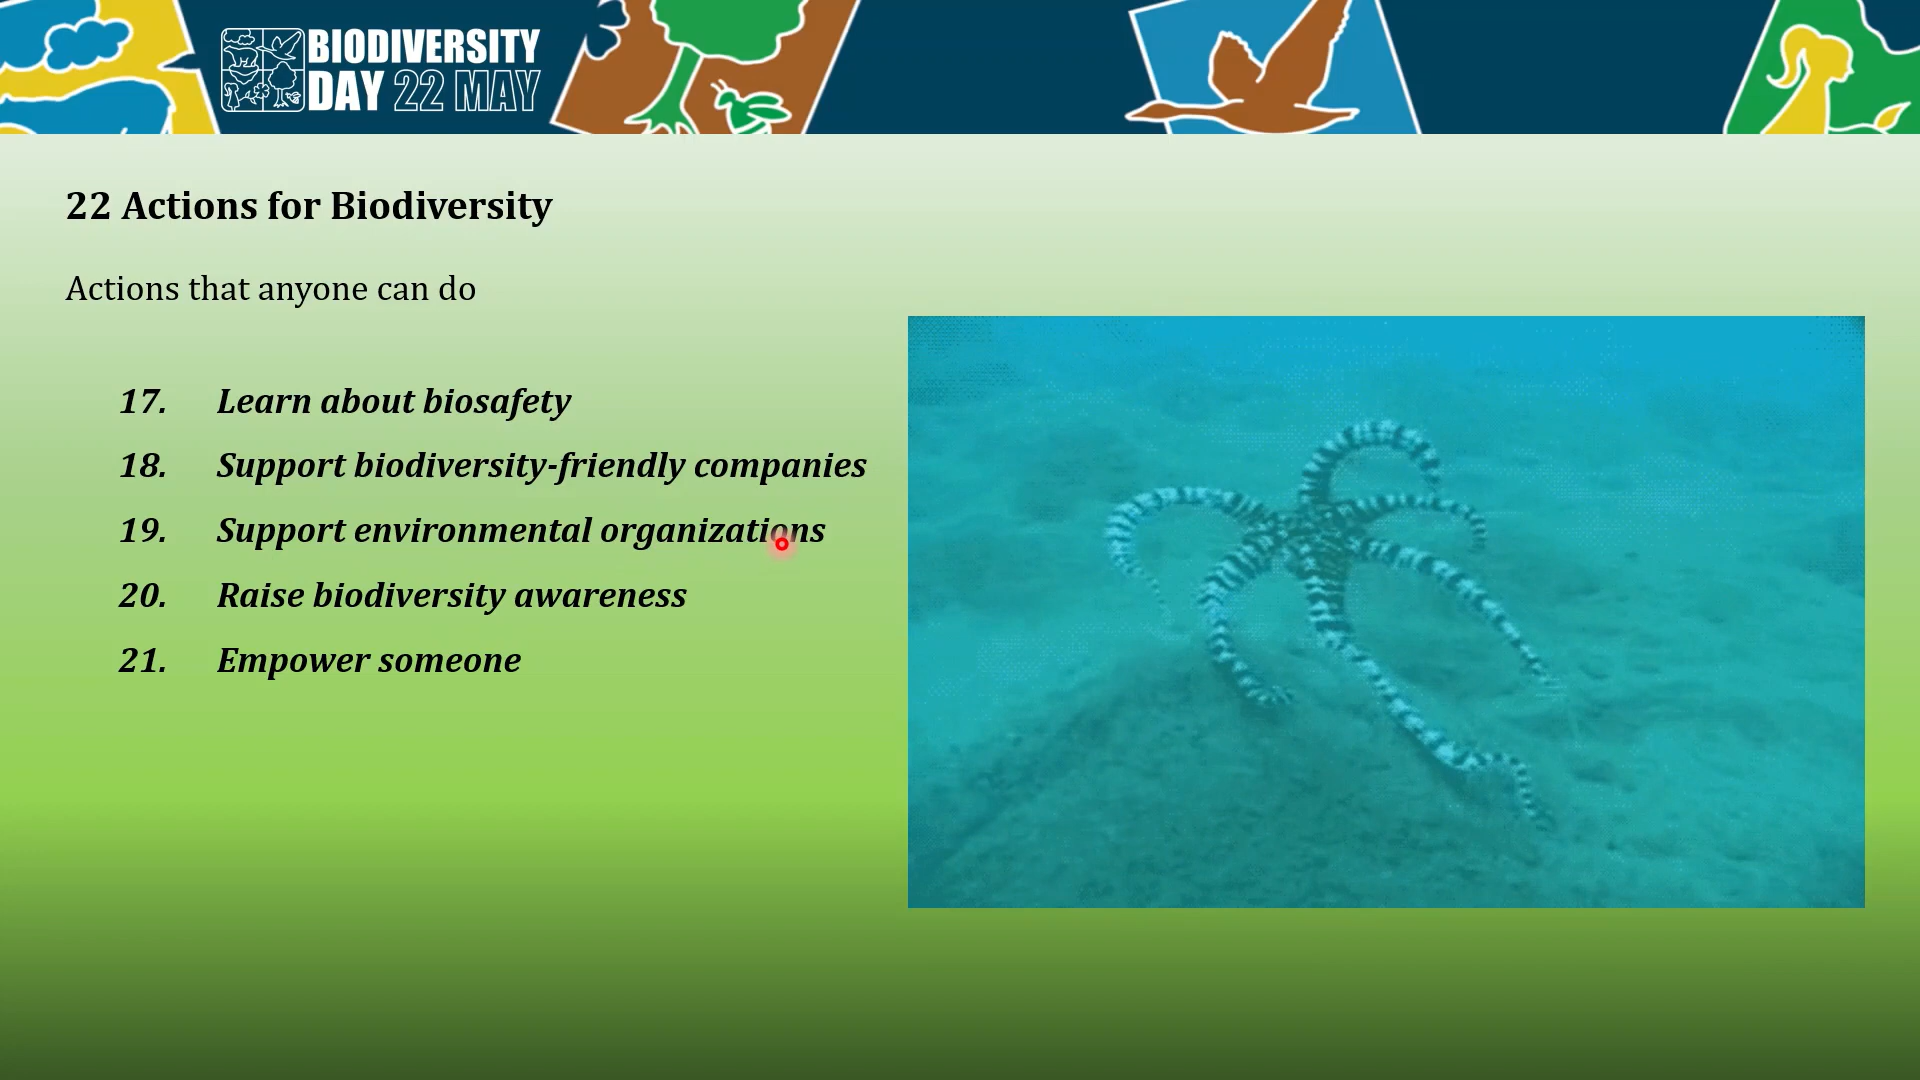 BIODIVERSITY
DAY 22 MAY
22 Actions for Biodiversity
Actions that anyone can do
17. Learn about biosafety
18. Support biodiversity-friendly companies
19. Support environmental organizations
20. Raise biodiversity awareness
21. Empower someone